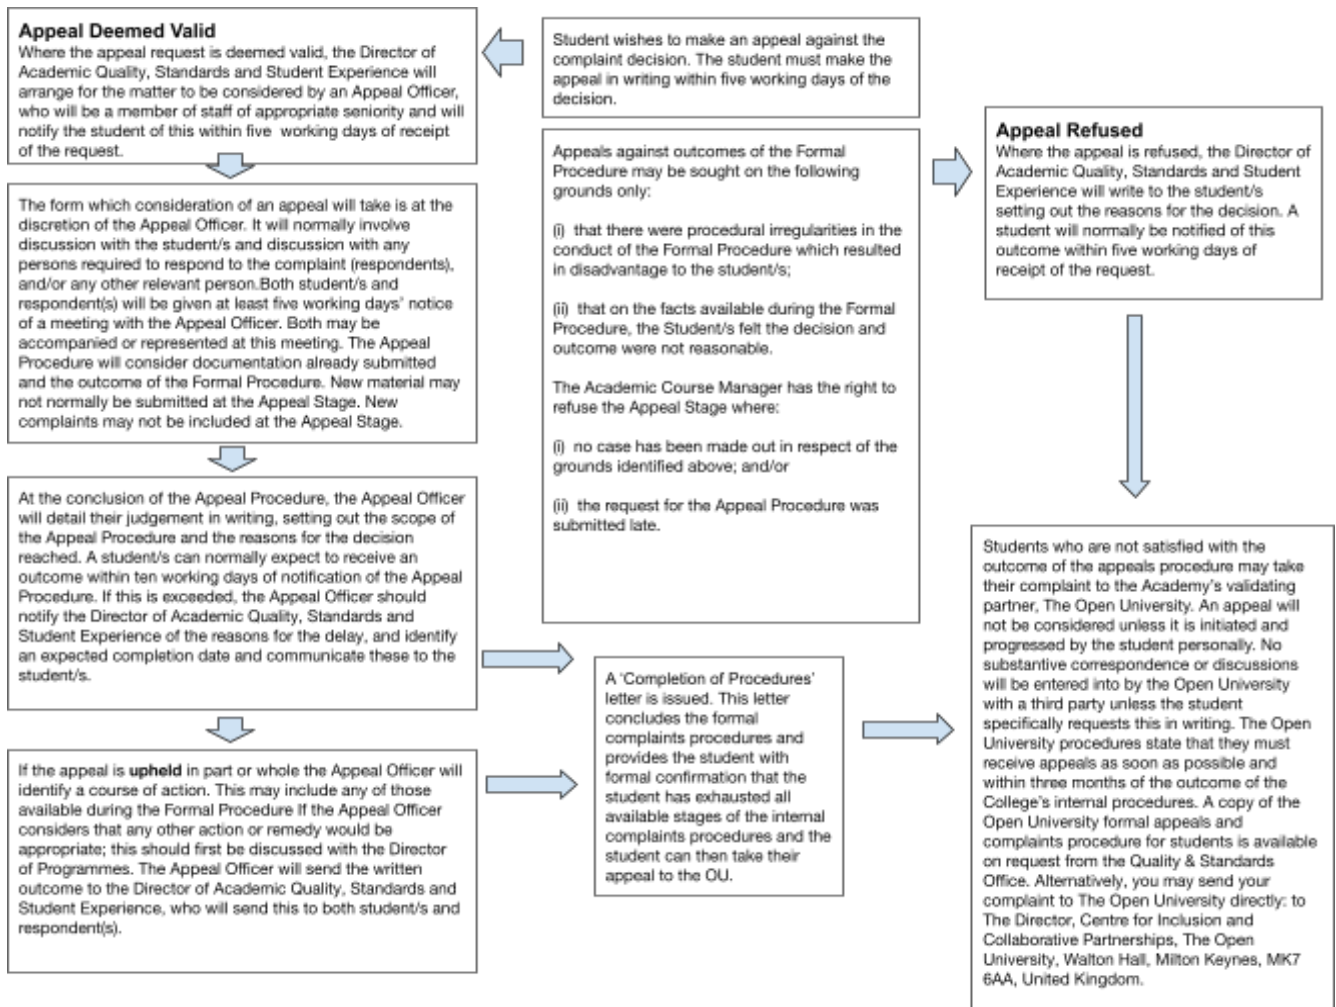 Appeal Deemed Valid
Where the appeal request is deemed valid, the Director of
Academic Quality, Standards and Student Experience will
arrange for the matter to be considered by an Appeal Officer,
who will be a member of staff of appropriate seniority and will
notify the student of this within five working days of receipt
of the request.
Student wishes to make an appeal against the
complaint decision. The student must make the
appeal in writing within five working days of the
decision.
Appeals against outcomes of the Formal
Procedure may be sought on the following
grounds only:
(i) that there were procedural irregularities in the
conduct of the Formal Procedure which resulted
in disadvantage to the student/s;
(ii) that on the facts available during the Formal
Procedure, the Student/s felt the decision and
outcome were not reasonable.
The Academic Course Manager has the right to
refuse the Appeal Stage where:
(i) no case has been made out in respect of the
grounds identified above; and/or
(ii) the request for the Appeal Procedure was
submitted late.
Appeal Refused
Where the appeal is refused, the Director of
Academic Quality, Standards and Student
Experience will write to the student/s
setting out the reasons for the decision. A
student will normally be notified of this
outcome within five working days of
receipt of the request.
The form which consideration of an appeal will take is at the
discretion of the Appeal Officer. It will normally involve
discussion with the student/s and discussion with any
persons required to respond to the complaint (respondents),
and/or any other relevant person.Both student/s and
respondent(s) will be given at least five working days' notice
of a meeting with the Appeal Officer. Both may be
accompanied or represented at this meeting. The Appeal
Procedure will consider documentation already submitted
and the outcome of the Formal Procedure. New material may
not normally be submitted at the Appeal Stage. New
complaints may not be included at the Appeal Stage.
At the conclusion of the Appeal Procedure, the Appeal Officer
will detail their judgement in writing, setting out the scope of
the Appeal Procedure and the reasons for the decision
reached. A student/s can normally expect to receive an
outcome within ten working days of notification of the Appeal
Procedure. If this is exceeded, the Appeal Officer should
notify the Director of Academic Quality, Standards and
Student Experience of the reasons for the delay, and identify
an expected completion date and communicate these to the
student/s.
If the appeal is upheld in part or whole the Appeal Officer will
identify a course of action. This may include any of those
available during the Formal Procedure If the Appeal Officer
considers that any other action or remedy would be
appropriate; this should first be discussed with the Director
of Programmes. The Appeal Officer will send the written
outcome to the Director of Academic Quality, Standards and
Student Experience, who will send this to both student/s and
respondent(s).
A 'Completion of Procedures'
letter is issued. This letter
concludes the formal
complaints procedures and
provides the student with
formal confirmation that the
student has exhausted all
available stages of the internal
complaints procedures and the
student can then take their
appeal to the OU.
Students who are not satisfied with the
outcome of the appeals procedure may take
their complaint to the Academy's validating
partner, The Open University. An appeal will
not be considered unless it is initiated and
progressed by the student personally. No
substantive correspondence or discussions
will be entered into by the Open University
with a third party unless the student
specifically requests this in writing. The Open
University procedures state that they must
receive appeals as soon as possible and
within three months of the outcome of the
College's internal procedures. A copy of the
Open University formal appeals and
complaints procedure for students is available
on request from the Quality & Standards
Office. Alternatively, you may send your
complaint to The Open University directly: to
The Director, Centre for Inclusion and
Collaborative Partnerships, The Open
University, Walton Hall, Milton Keynes, MK7
6AA, United Kingdom.